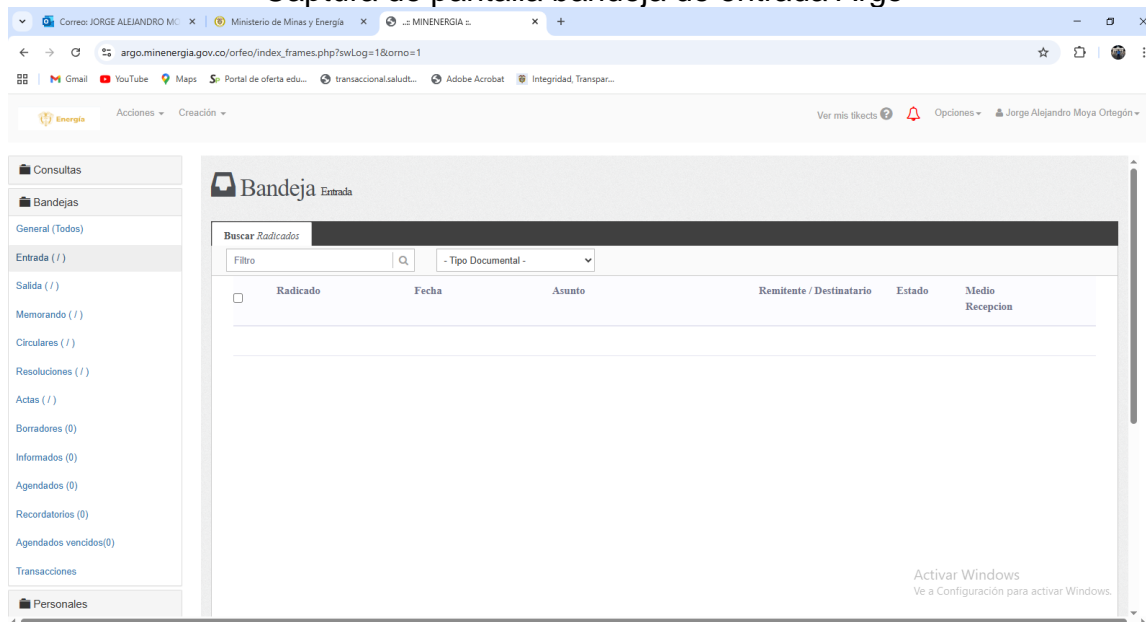 Captura de pantalla bandeja de entrada Argo
Correo: JORGE ALEJANDRO MO
Ministerio de Minas y Energía
..:: MINENERGIA ::.
argo.minenergia.gov.co/orfeo/index_frames.php?swLog=1&orno=1
Gmail YouTube Maps Portal de oferta edu... transaccional.saludt... Adobe Acrobat Integridad, Transpar...
Energía Acciones Creación Ver mis tikects Opciones Jorge Alejandro Moya Ortegón
Consultas
Bandejas
General (Todos)
Entrada ( / )
Salida ( / )
Memorando ( / )
Circulares ( / )
Resoluciones ( / )
Actas ( / )
Borradores (0)
Informados (0)
Agendados (0)
Recordatorios (0)
Agendados vencidos(0)
Transacciones
Personales
Bandeja Entrada
Buscar Radicados
Filtro - Tipo Documental -
Radicado Fecha Asunto Remitente / Destinatario Estado Medio
Recepcion
Activar Windows
Ve a Configuración para activar Windows.